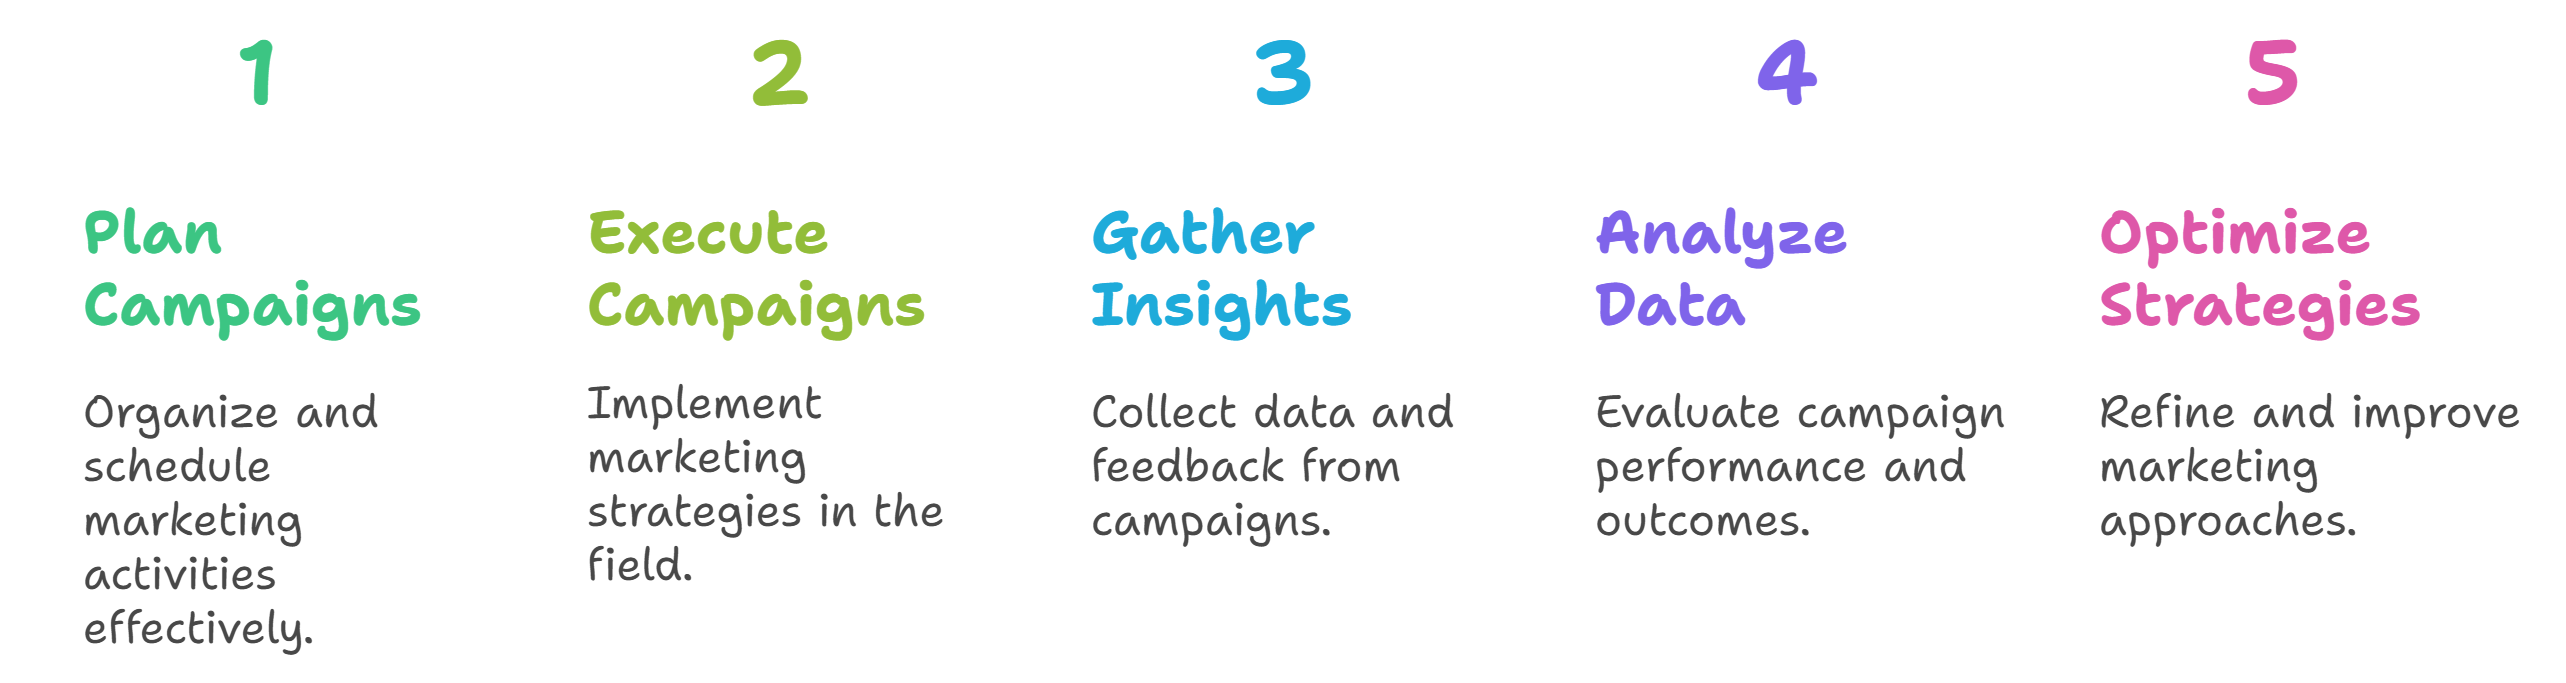 1
Plan
Campaigns
Organize and
schedule
marketing
activities
effectively.
2
Execute
Campaigns
Implement
marketing
strategies in the
field.
3
Gather
Insights
Collect data and
feedback from
campaigns.
4
Analyze
Data
Evaluate campaign
performance and
outcomes.
5
Optimize
Strategies
Refine and improve
marketing
approaches.